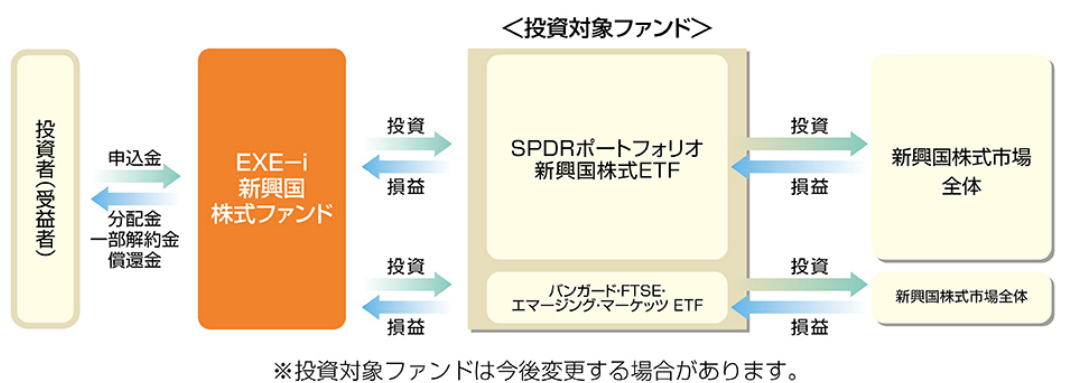 ＜投資対象ファンド＞
投資者（受益者）
申込金
分配金
一部解約金
償還金
EXE-i
新興国
株式ファンド
投資
損益
投資
損益
SPDRポートフォリオ
新興国株式ETF
バンガード・FTSE・
エマージング・マーケッツ ETF
投資
損益
投資
損益
新興国株式市場
全体
新興国株式市場全体
※投資対象ファンドは今後変更する場合があります。